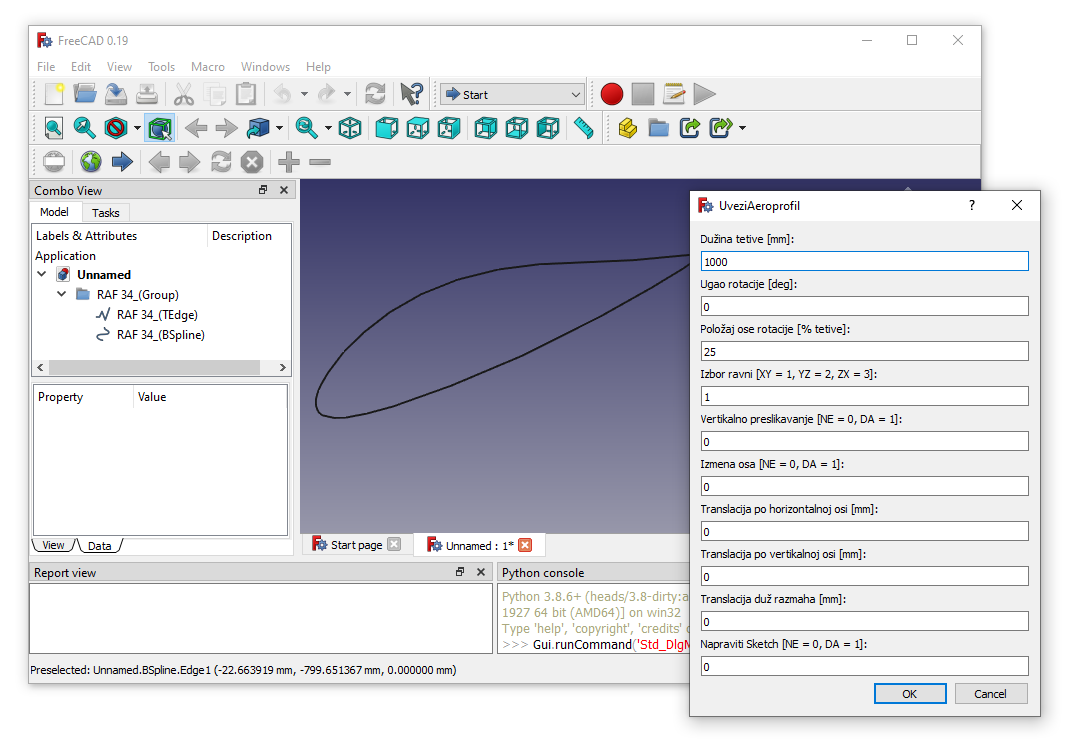 FreeCAD 0.19
File Edit View Tools Macro Windows Help
Start
Combo View
Model Tasks
Labels & Attributes Description
Application
Unnamed
RAF 34_(Group)
RAF 34_(TEdge)
RAF 34_(BSpline)
Property Value
View Data
Start page Unnamed : 1*
Report view
Python console
Python 3.8.6+ (heads/3.8-dirty:a
1927 64 bit (AMD64)] on win32
Type 'help', 'copyright', 'credits'
>>> Gui.runCommand('Std_DlgM
Preselected: Unnamed.BSpline.Edge1 (-22.663919 mm, -799.651367 mm, 0.000000 mm)
UveziAeroprofil ?
Dužina tetive [mm]:
1000
Ugao rotacije [deg]:
0
Položaj ose rotacije [% tetive]:
25
Izbor ravni [XY = 1, YZ = 2, ZX = 3]:
1
Vertikalno preslikavanje [NE = 0, DA = 1]:
0
Izmena osa [NE = 0, DA = 1]:
0
Translacija po horizontalnoj osi [mm]:
0
Translacija po vertikalnoj osi [mm]:
0
Translacija duž razmaha [mm]:
0
Napraviti Sketch [NE = 0, DA = 1]:
0
OK Cancel